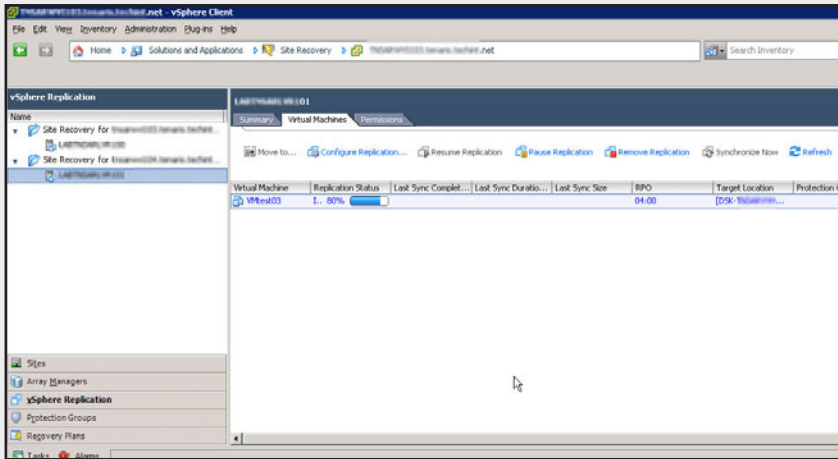 .net - vSphere Client
File Edit View Inventory Administration Plug-ins Help
Home Solutions and Applications Site Recovery .net Search Inventory
vSphere Replication
01
Name
Summary Virtual Machines Permissions
Site Recovery for
Site Recovery for
Move to... Configure Replication... Resume Replication Pause Replication Remove Replication Synchronize Now Refresh
Virtual Machine Replication Status Last Sync Complet... Last Sync Duratio... Last Sync Size RPO Target Location Protection
VMtest03 I.. 80% 04:00 [DSK-
Sites
Array Managers
vSphere Replication
Protection Groups
Recovery Plans
Tasks Alarms